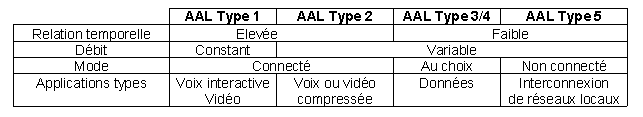 AAL Type 1 AAL Type 2 AAL Type 3/4 AAL Type 5
Relation temporelle Elevée Faible
Débit Constant Variable
Mode Connecté Au choix Non connecté
Applications types Voix interactive Voix ou vidéo Données Interconnexion
Vidéo compressée de réseaux locaux